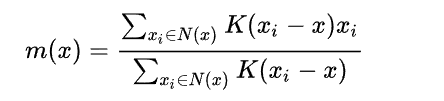 m(x) = \frac{\sum_{x_i \in N(x)} K(x_i - x)x_i}{\sum_{x_i \in N(x)} K(x_i - x)}